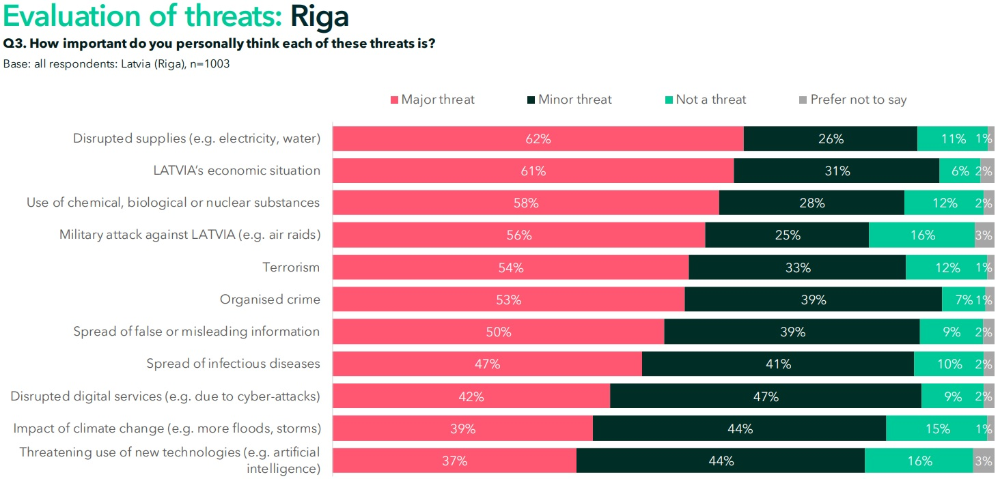 Evaluation of threats: Riga
Q3. How important do you personally think each of these threats is?
Base: all respondents: Latvia (Riga), n=1003
Major threat Minor threat Not a threat Prefer not to say
Disrupted supplies (e.g. electricity, water) 62% 26% 11% 1%
LATVIA's economic situation 61% 31% 6% 2%
Use of chemical, biological or nuclear substances 58% 28% 12% 2%
Military attack against LATVIA (e.g. air raids) 56% 25% 16% 3%
Terrorism 54% 33% 12% 1%
Organised crime 53% 39% 7% 1%
Spread of false or misleading information 50% 39% 9% 2%
Spread of infectious diseases 47% 41% 10% 2%
Disrupted digital services (e.g. due to cyber-attacks) 42% 47% 9% 2%
Impact of climate change (e.g. more floods, storms) 39% 44% 15% 1%
Threatening use of new technologies (e.g. artificial
intelligence) 37% 44% 16% 3%